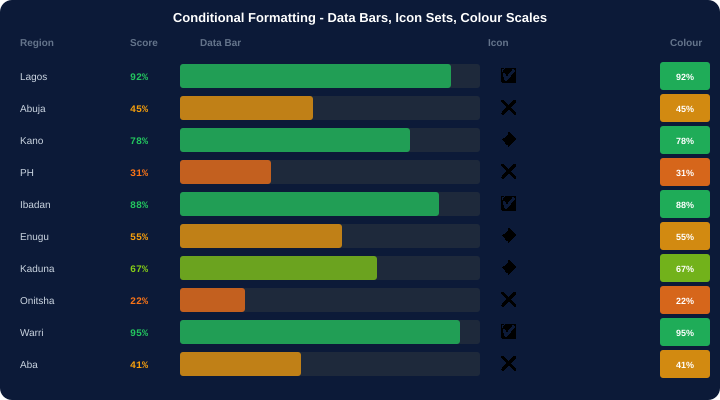 Conditional Formatting - Data Bars, Icon Sets, Colour Scales
Region Score Data Bar Icon Colour
Lagos 92% 92%
Abuja 45% 45%
Kano 78% 78%
PH 31% 31%
Ibadan 88% 88%
Enugu 55% 55%
Kaduna 67% 67%
Onitsha 22% 22%
Warri 95% 95%
Aba 41% 41%